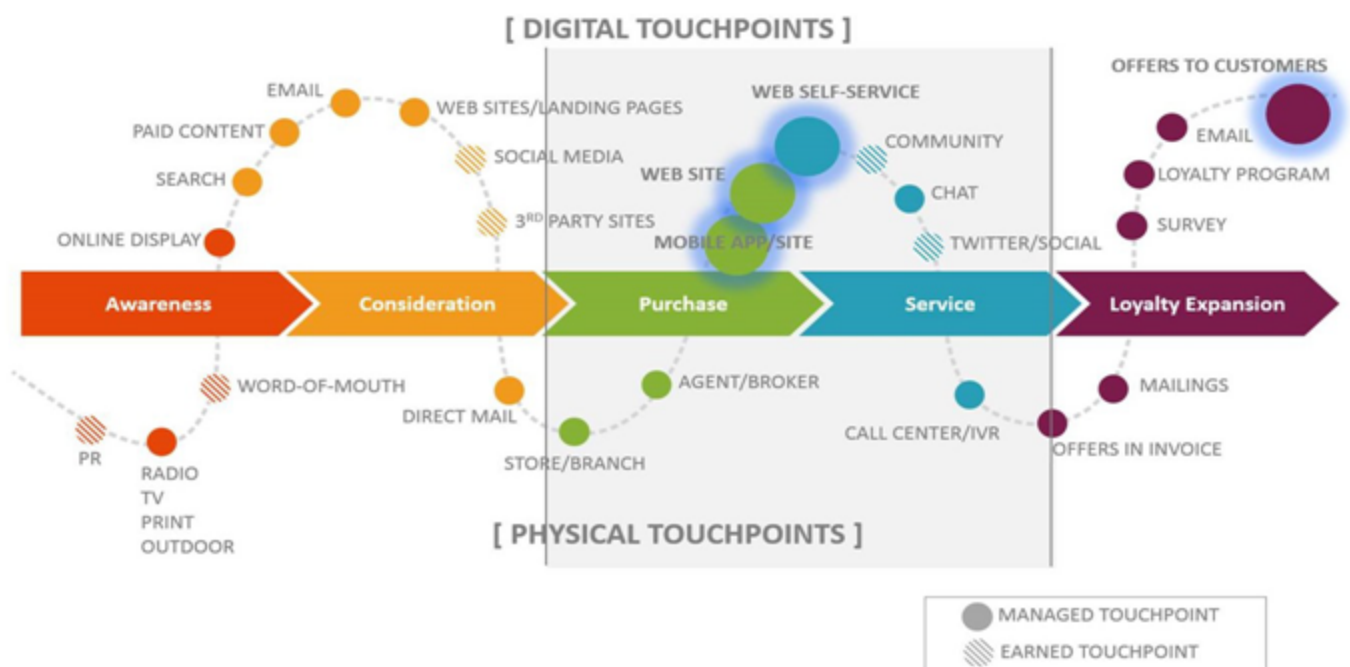 [ DIGITAL TOUCHPOINTS ]
EMAIL
WEB SITES/LANDING PAGES
PAID CONTENT
SOCIAL MEDIA
SEARCH
3RD PARTY SITES
ONLINE DISPLAY
WEB SELF-SERVICE
COMMUNITY
WEB SITE
CHAT
MOBILE APP/SITE
TWITTER/SOCIAL
OFFERS TO CUSTOMERS
EMAIL
LOYALTY PROGRAM
SURVEY
Awareness
Consideration
Purchase
Service
Loyalty Expansion
WORD-OF-MOUTH
PR
RADIO
TV
PRINT
OUTDOOR
DIRECT MAIL
STORE/BRANCH
AGENT/BROKER
CALL CENTER/IVR
MAILINGS
OFFERS IN INVOICE
[ PHYSICAL TOUCHPOINTS ]
MANAGED TOUCHPOINT
EARNED TOUCHPOINT